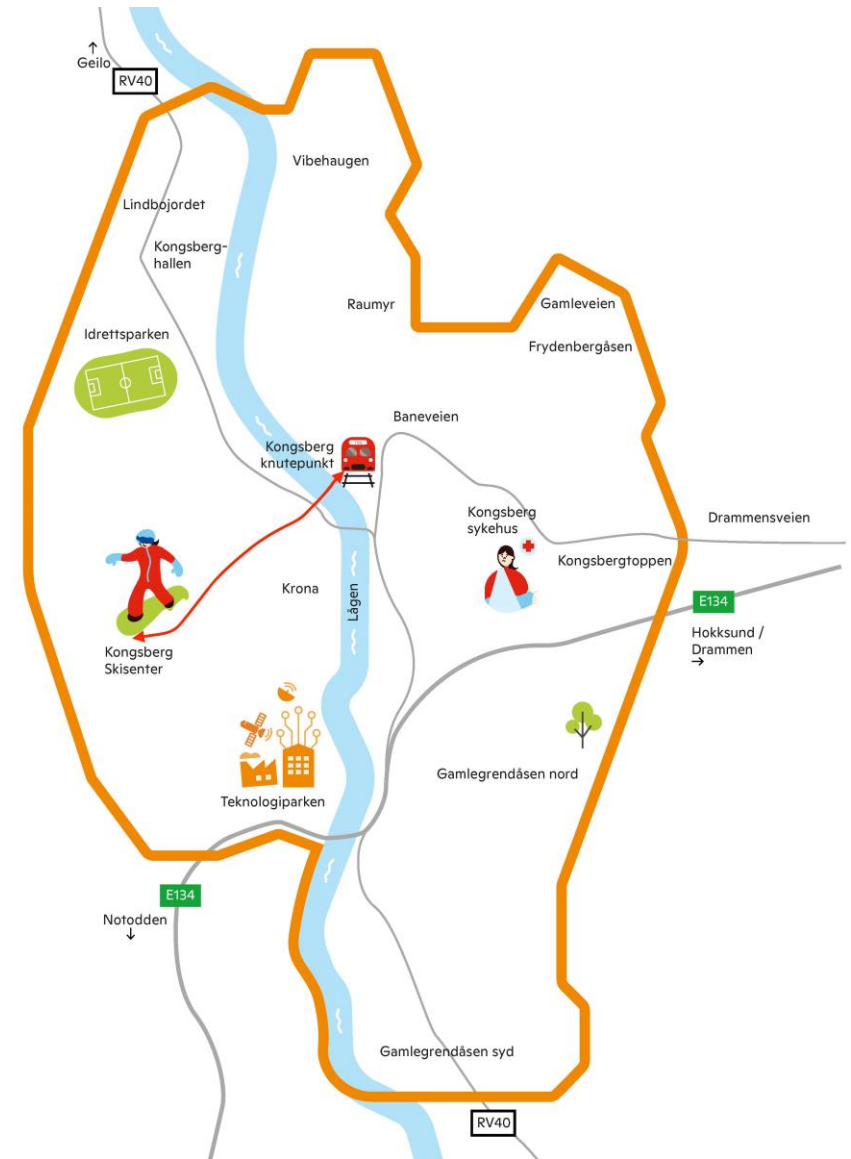 ↑
Geilo
RV40
Vibehaugen
Lindbojordet
Kongsberg-
hallen
Raumyr
Gamleveien
Idrettsparken
Frydenbergåsen
Baneveien
Kongsberg
knutepunkt
Kongsberg
sykehus
Drammensveien
Kongsbergtoppen
Krona
Lågen
E134
Hokksund /
Drammen
→
Kongsberg
Skisenter
Gamlegrendåsen nord
Teknologiparken
E134
Notodden
↓
Gamlegrendåsen syd
RV40